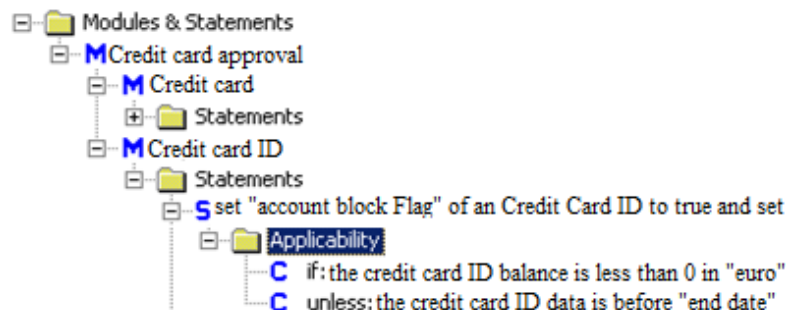 Modules & Statements
M Credit card approval
M Credit card
Statements
M Credit card ID
Statements
S set "account block Flag" of an Credit Card ID to true and set
Applicability
C if: the credit card ID balance is less than 0 in "euro"
C unless: the credit card ID data is before "end date"